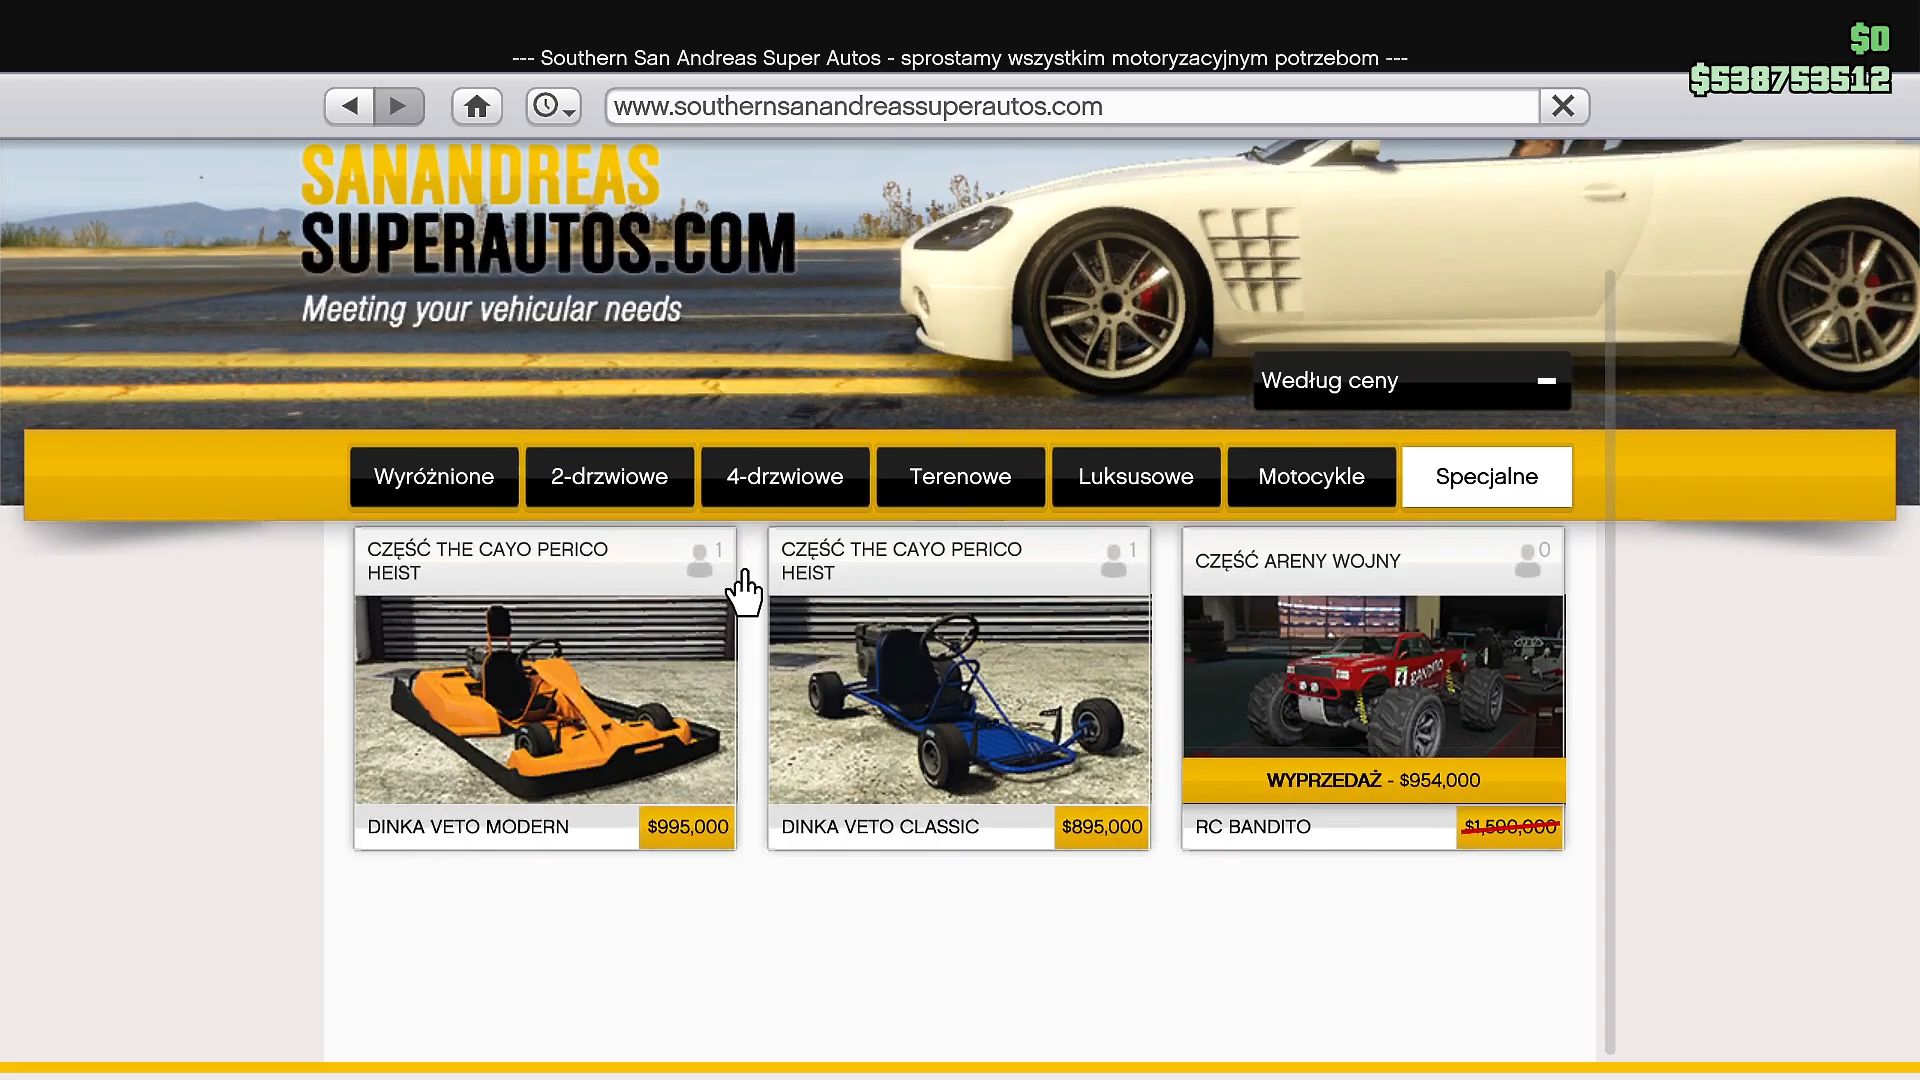 --- Southern San Andreas Super Autos - sprostamy wszystkim motoryzacyjnym potrzebom ---
$0
$538753512
www.southernsanandreassuperautos.com
SANANDREAS
SUPERAUTOS.COM
Meeting your vehicular needs
Według ceny
Wyróżnione
2-drzwiowe
4-drzwiowe
Terenowe
Luksusowe
Motocykle
Specjalne
CZĘŚĆ THE CAYO PERICO
HEIST
1
CZĘŚĆ THE CAYO PERICO
HEIST
1
CZĘŚĆ ARENY WOJNY
0
BANDITO
4
WYPRZEDAŻ - $954,000
DINKA VETO MODERN
$995,000
DINKA VETO CLASSIC
$895,000
RC BANDITO
$1,590,000